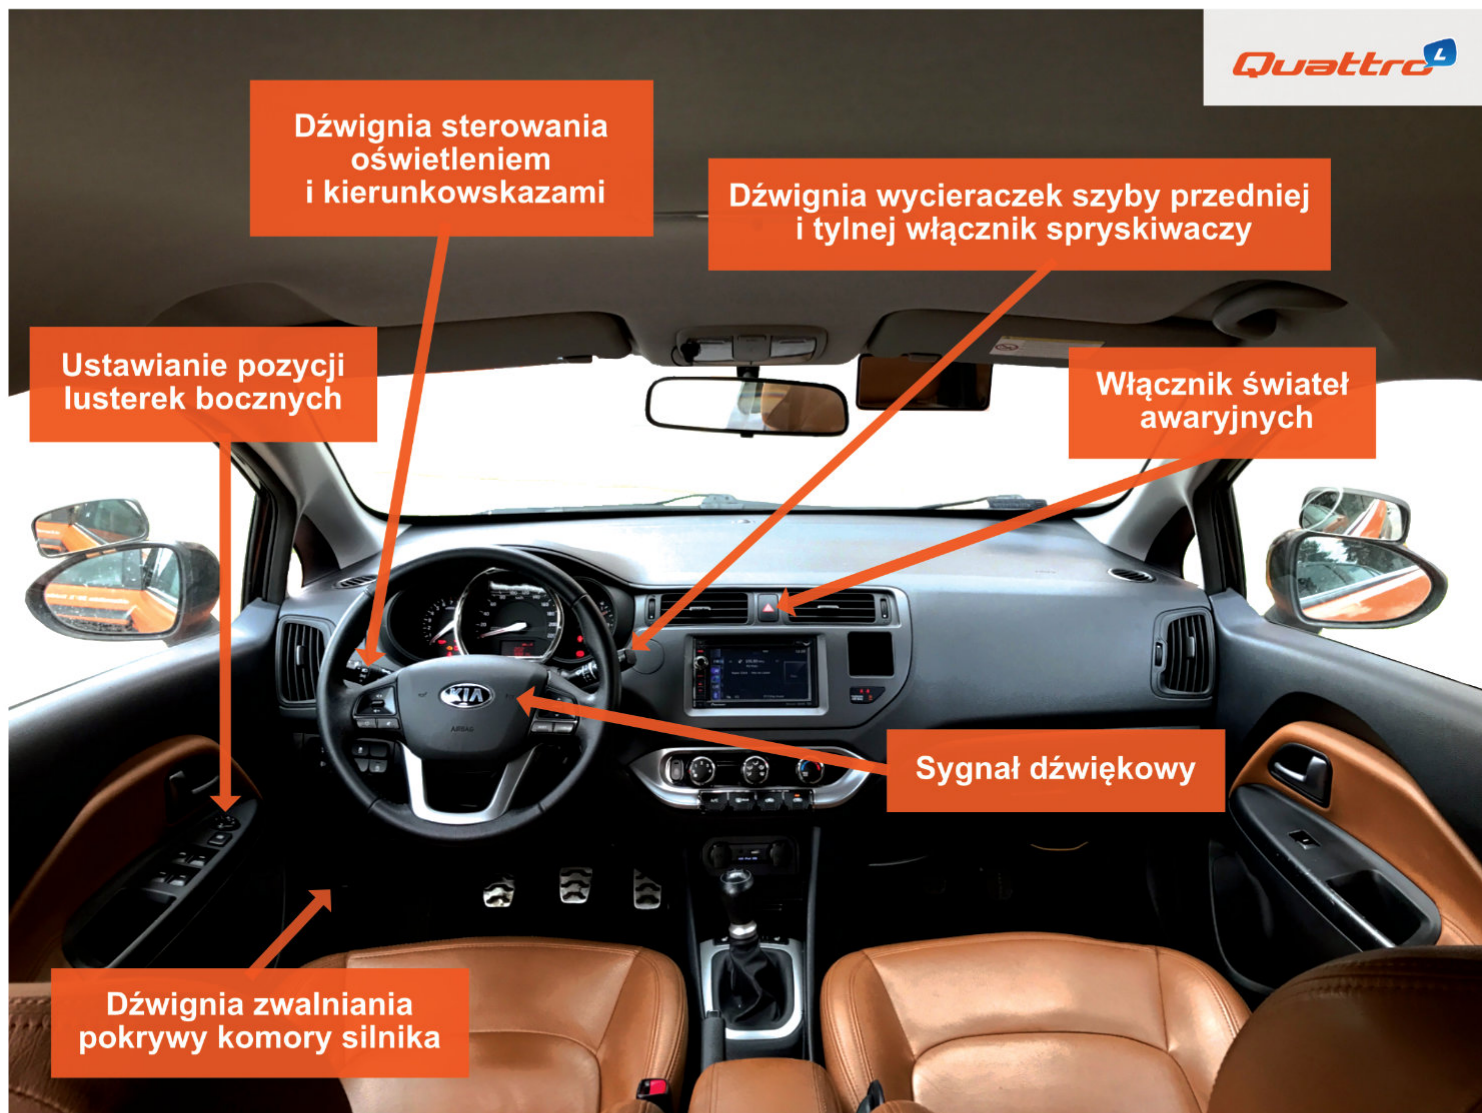 Quattro L
Dźwignia sterowania
oświetleniem
i kierunkowskazami
Dźwignia wycieraczek szyby przedniej
i tylnej włącznik spryskiwaczy
Ustawianie pozycji
lusterek bocznych
Włącznik świateł
awaryjnych
KIA
AIRBAG
Sygnał dźwiękowy
Dźwignia zwalniania
pokrywy komory silnika